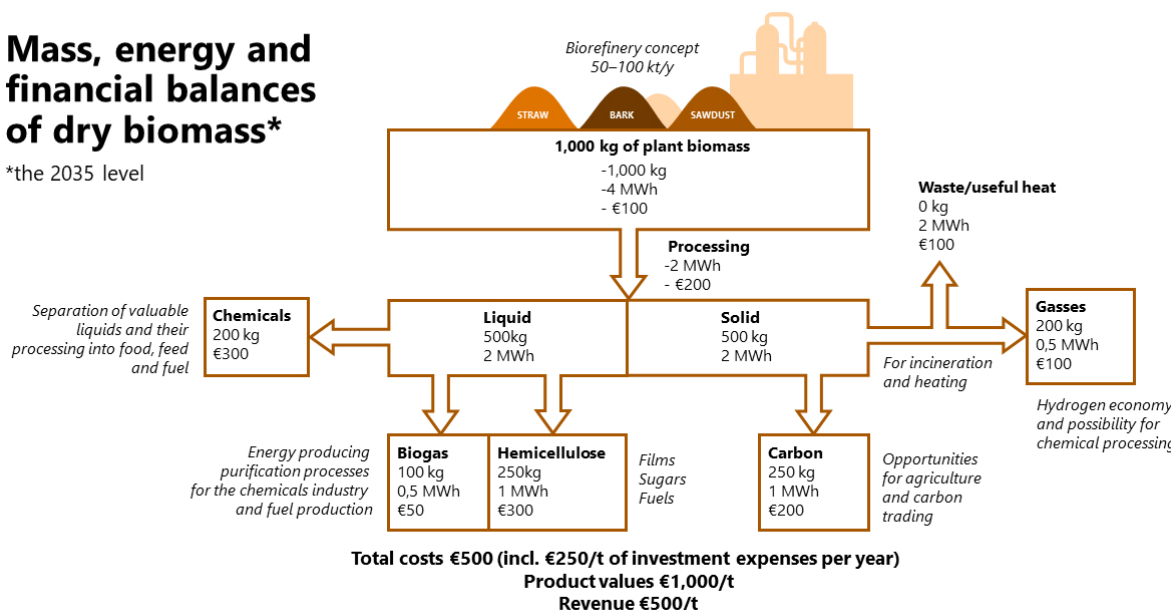 Mass, energy and
financial balances
of dry biomass*
*the 2035 level
Biorefinery concept
50–100 kt/y
STRAW
BARK
SAWDUST
1,000 kg of plant biomass
-1,000 kg
-4 MWh
- €100
Waste/useful heat
0 kg
2 MWh
€100
Processing
-2 MWh
- €200
Separation of valuable
liquids and their
processing into food, feed
and fuel
Chemicals
200 kg
€300
Liquid
500kg
2 MWh
Solid
500 kg
2 MWh
Gasses
200 kg
0,5 MWh
€100
For incineration
and heating
Hydrogen economy
and possibility for
chemical processing
Energy producing
purification processes
for the chemicals industry
and fuel production
Biogas
100 kg
0,5 MWh
€50
Hemicellulose
250kg
1 MWh
€300
Films
Sugars
Fuels
Carbon
250 kg
1 MWh
€200
Opportunities
for agriculture
and carbon
trading
Total costs €500 (incl. €250/t of investment expenses per year)
Product values €1,000/t
Revenue €500/t